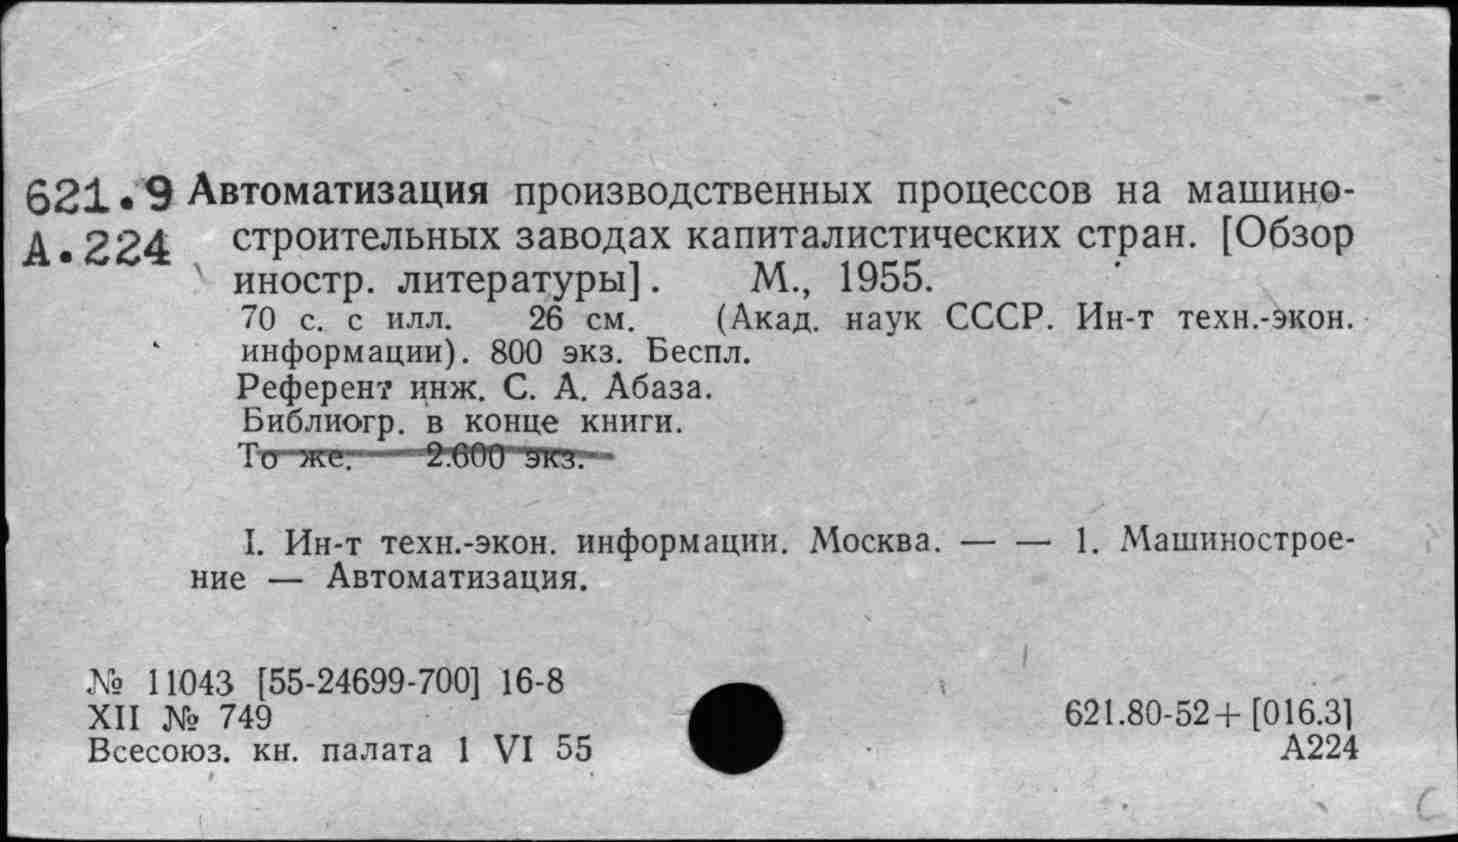 621.9 Автоматизация производственных процессов на машино-
А.224 строительных заводах капиталистических стран. [Обзор
иностр. литературы]. М., 1955.
70 с. с илл. 26 см. (Акад. наук СССР. Ин-т техн.-экон.
информации). 800 экз. Беспл.
Референт инж. С. А. Абаза.
Библиогр. в конце книги.
То же. 2.600 экз.
I. Ин-т техн.-экон. информации. Москва. — — 1. Машинострое-
ние — Автоматизация.
№ 11043 [55-24699-700] 16-8
XII № 749
Всесоюз. кн. палата 1 VI 55
621.80-52+[016.3]
А224
С